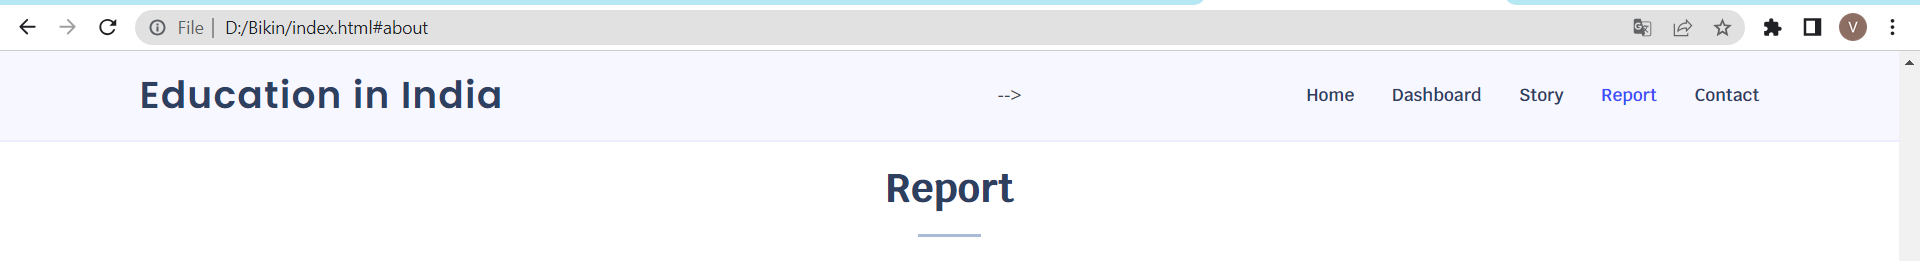 File | D:/Bikin/index.html#about V
Education in India --> Home Dashboard Story Report Contact
Report